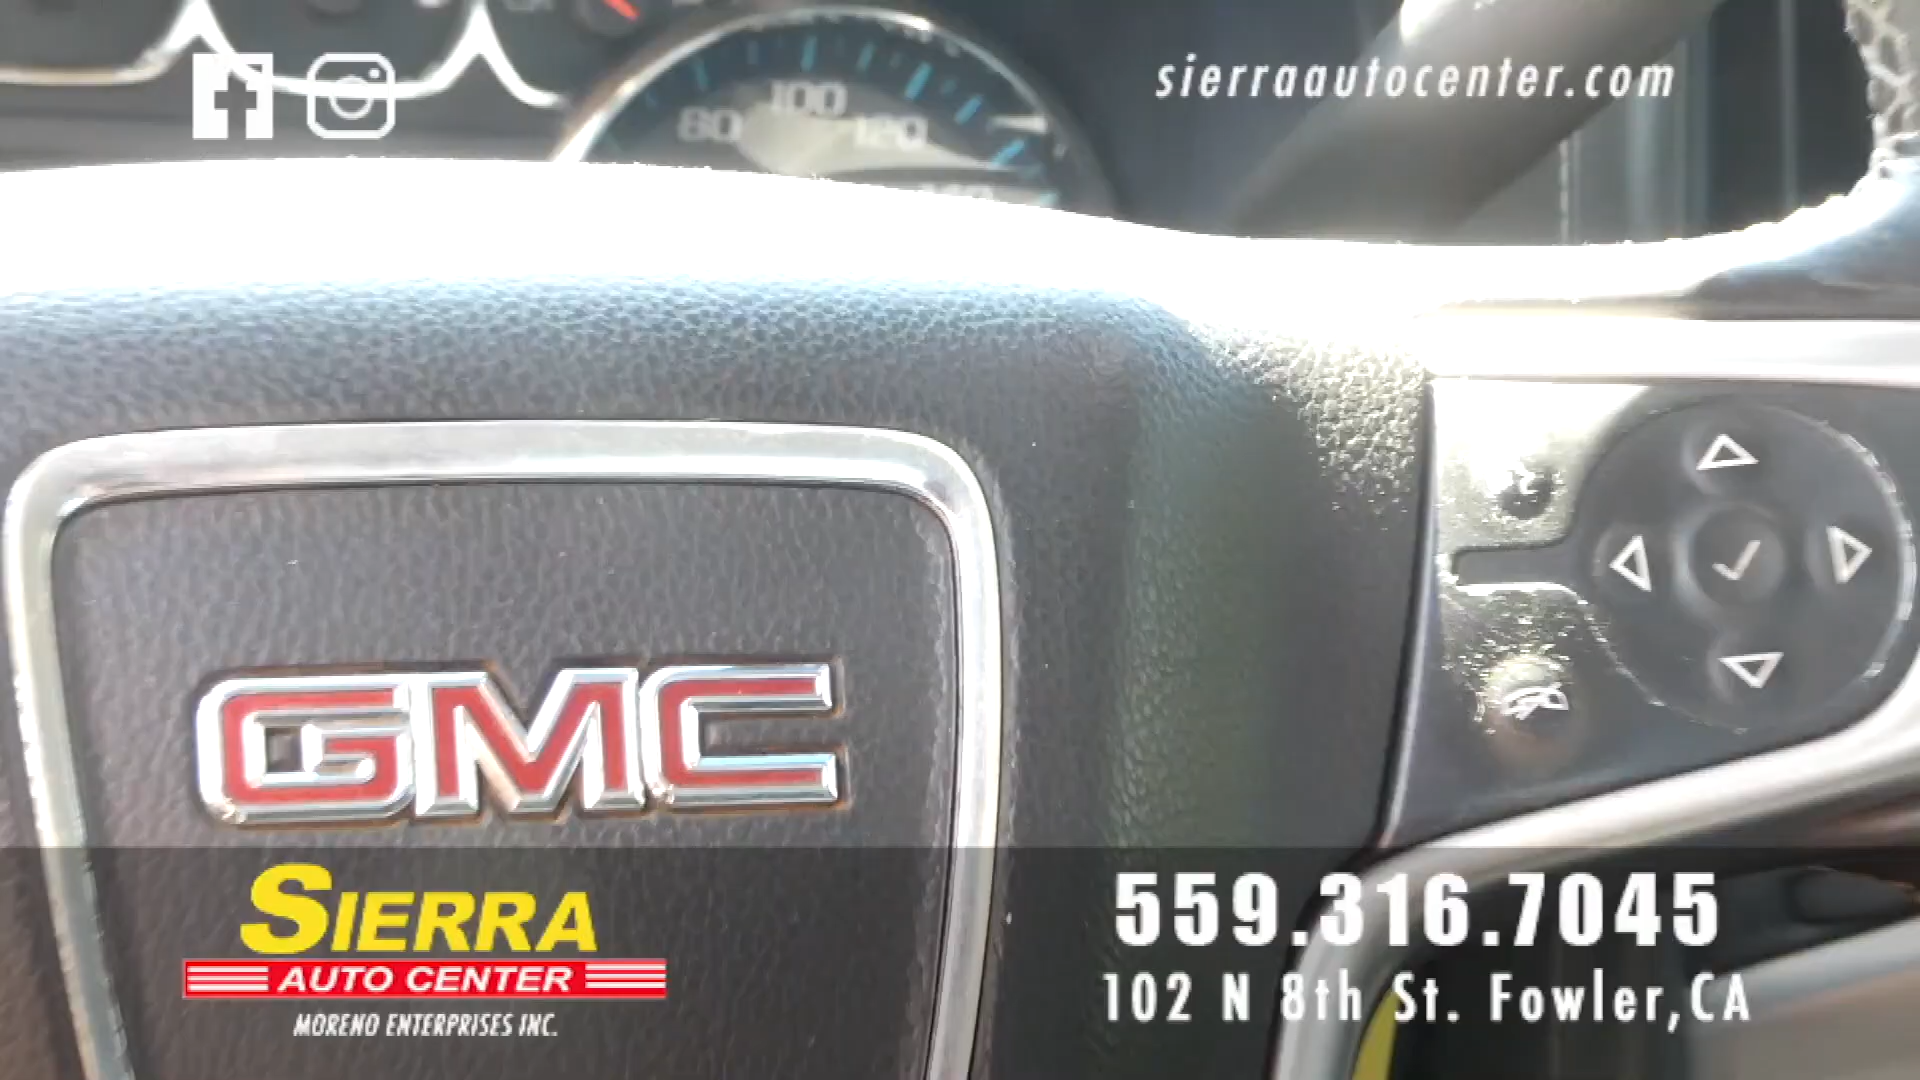 sierraautocenter.com
80 100 120 140
GMC
SIERRA
AUTO CENTER
MORENO ENTERPRISES INC.
559.316.7045
102 N 8th St. Fowler,CA